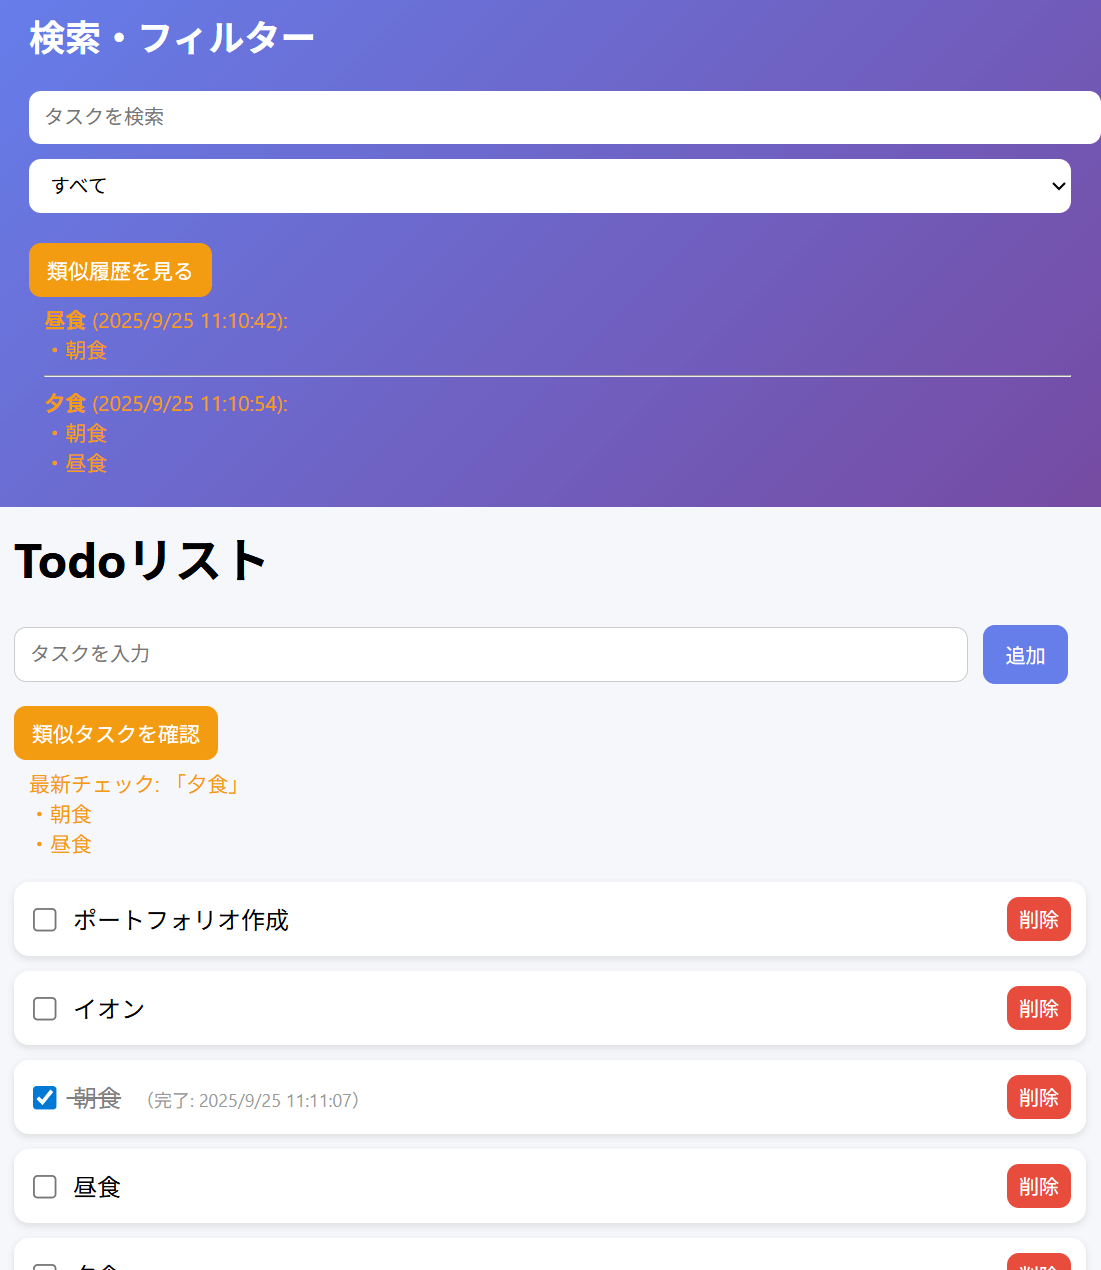 検索・フィルター
タスクを検索
すべて
類似履歴を見る
昼食 (2025/9/25 11:10:42):
・朝食
夕食 (2025/9/25 11:10:54):
・朝食
・昼食
Todoリスト
タスクを入力
追加
類似タスクを確認
最新チェック: 「夕食」
・朝食
・昼食
ポートフォリオ作成
削除
イオン
削除
朝食 （完了: 2025/9/25 11:11:07）
削除
昼食
削除